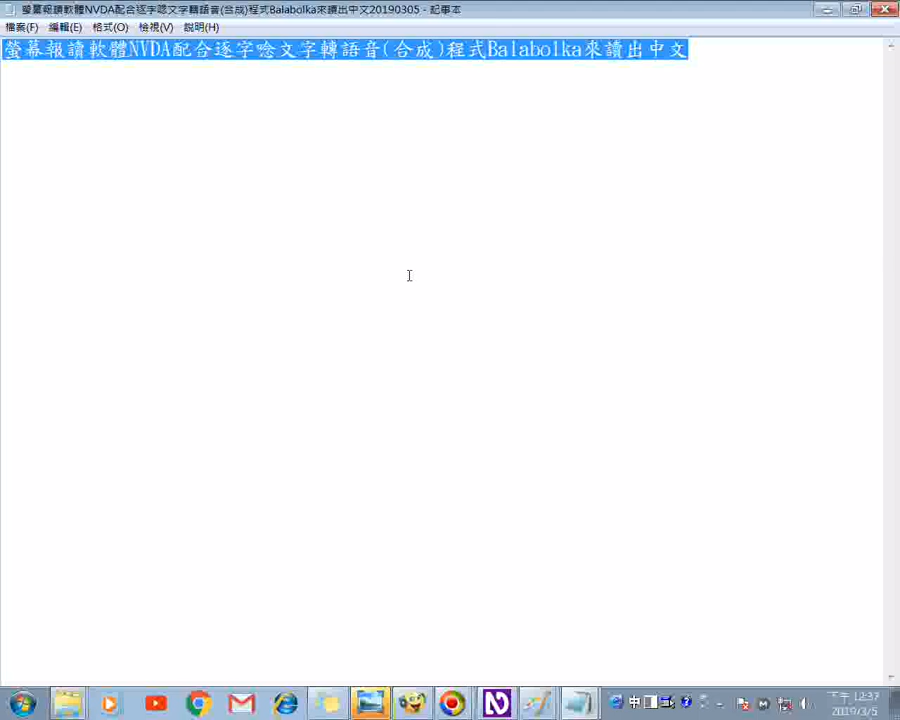 螢幕報讀軟體NVDA配合逐字唸文字轉語音(合成)程式Balabolka來讀出中文20190305 - 記事本
檔案(F) 編輯(E) 格式(O) 檢視(V) 說明(H)
螢幕報讀軟體NVDA配合逐字唸文字轉語音(合成)程式Balabolka來讀出中文
中
下午 12:37
2019/3/5